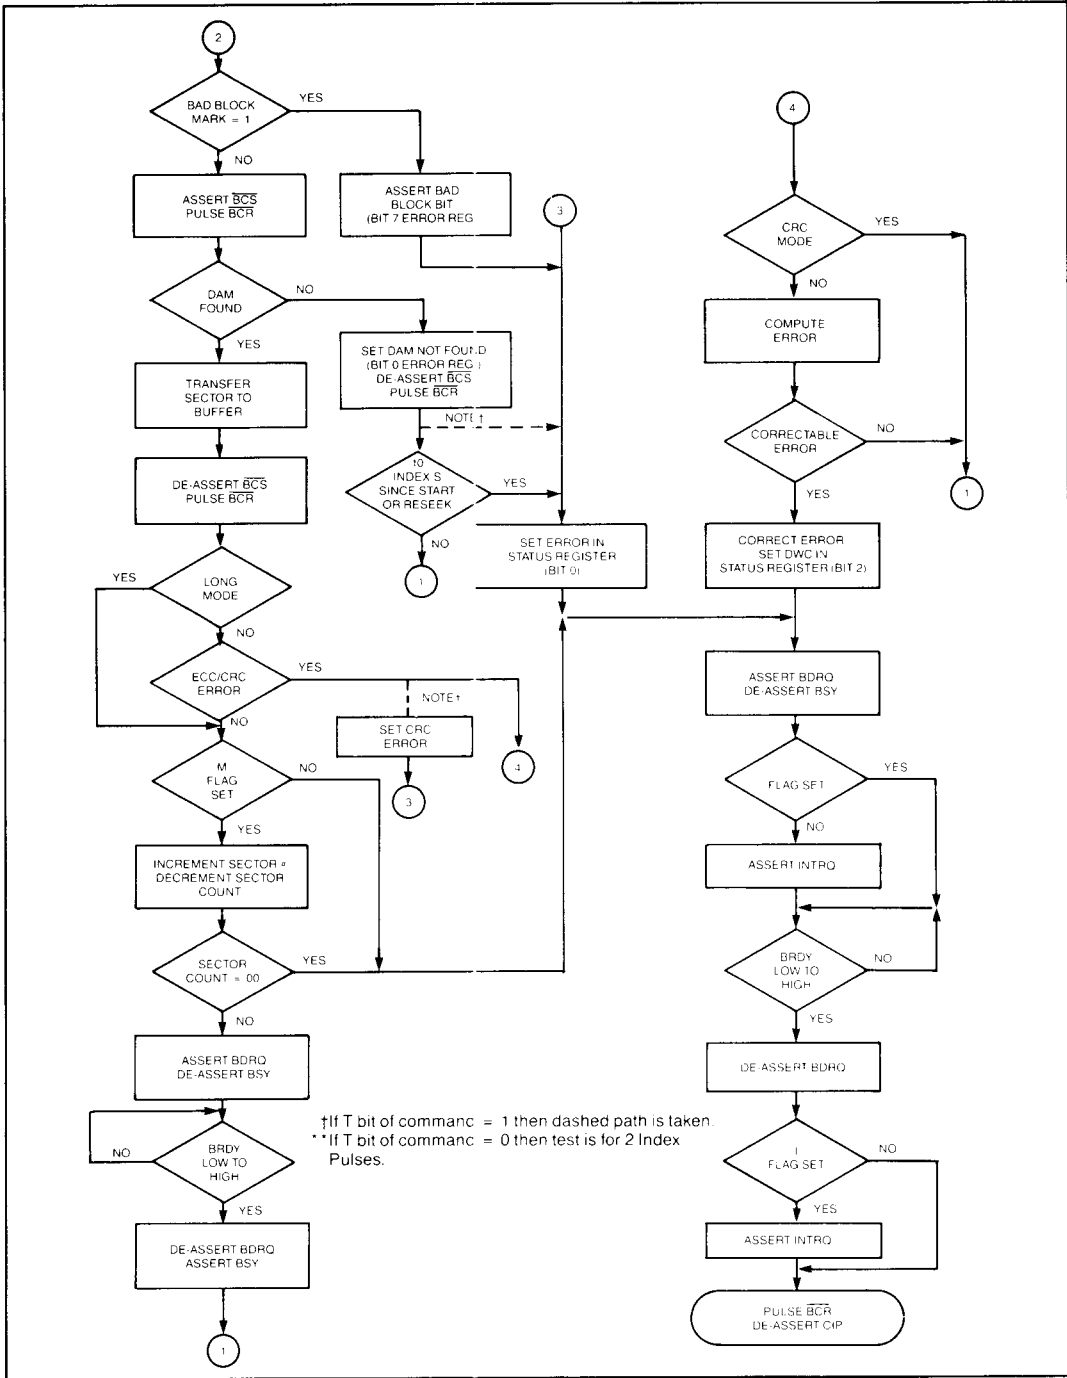 2
BAD BLOCK
MARK = 1
YES
NO
ASSERT BCS
PULSE BCR
ASSERT BAD
BLOCK BIT
(BIT 7 ERROR REG
3
DAM
FOUND
NO
YES
SET DAM NOT FOUND
(BIT 0 ERROR REG )
DE-ASSERT BCS
PULSE BCR
NOTE †
TRANSFER
SECTOR TO
BUFFER
10
INDEX S
SINCE START
OR RESEEK
YES
NO
1
DE-ASSERT BCS
PULSE BCR
SET ERROR IN
STATUS REGISTER
(BIT 0)
LONG
MODE
YES
NO
ECC/CRC
ERROR
YES
NO
NOTE†
SET CRC
ERROR
3
4
M
FLAG
SET
NO
YES
INCREMENT SECTOR #
DECREMENT SECTOR
COUNT
SECTOR
COUNT = 00
YES
NO
ASSERT BDRQ
DE-ASSERT BSY
BRDY
LOW TO
HIGH
NO
YES
DE-ASSERT BDRQ
ASSERT BSY
1
†If T bit of commanc = 1 then dashed path is taken.
**If T bit of commanc = 0 then test is for 2 Index
Pulses.
4
CRC
MODE
YES
NO
COMPUTE
ERROR
CORRECTABLE
ERROR
NO
YES
1
CORRECT ERROR
SET DWC IN
STATUS REGISTER (BIT 2)
ASSERT BDRQ
DE-ASSERT BSY
FLAG SET
YES
NO
ASSERT INTRQ
BRDY
LOW TO
HIGH
NO
YES
DE-ASSERT BDRQ
I
FLAG SET
NO
YES
ASSERT INTRQ
PULSE BCR
DE-ASSERT CIP